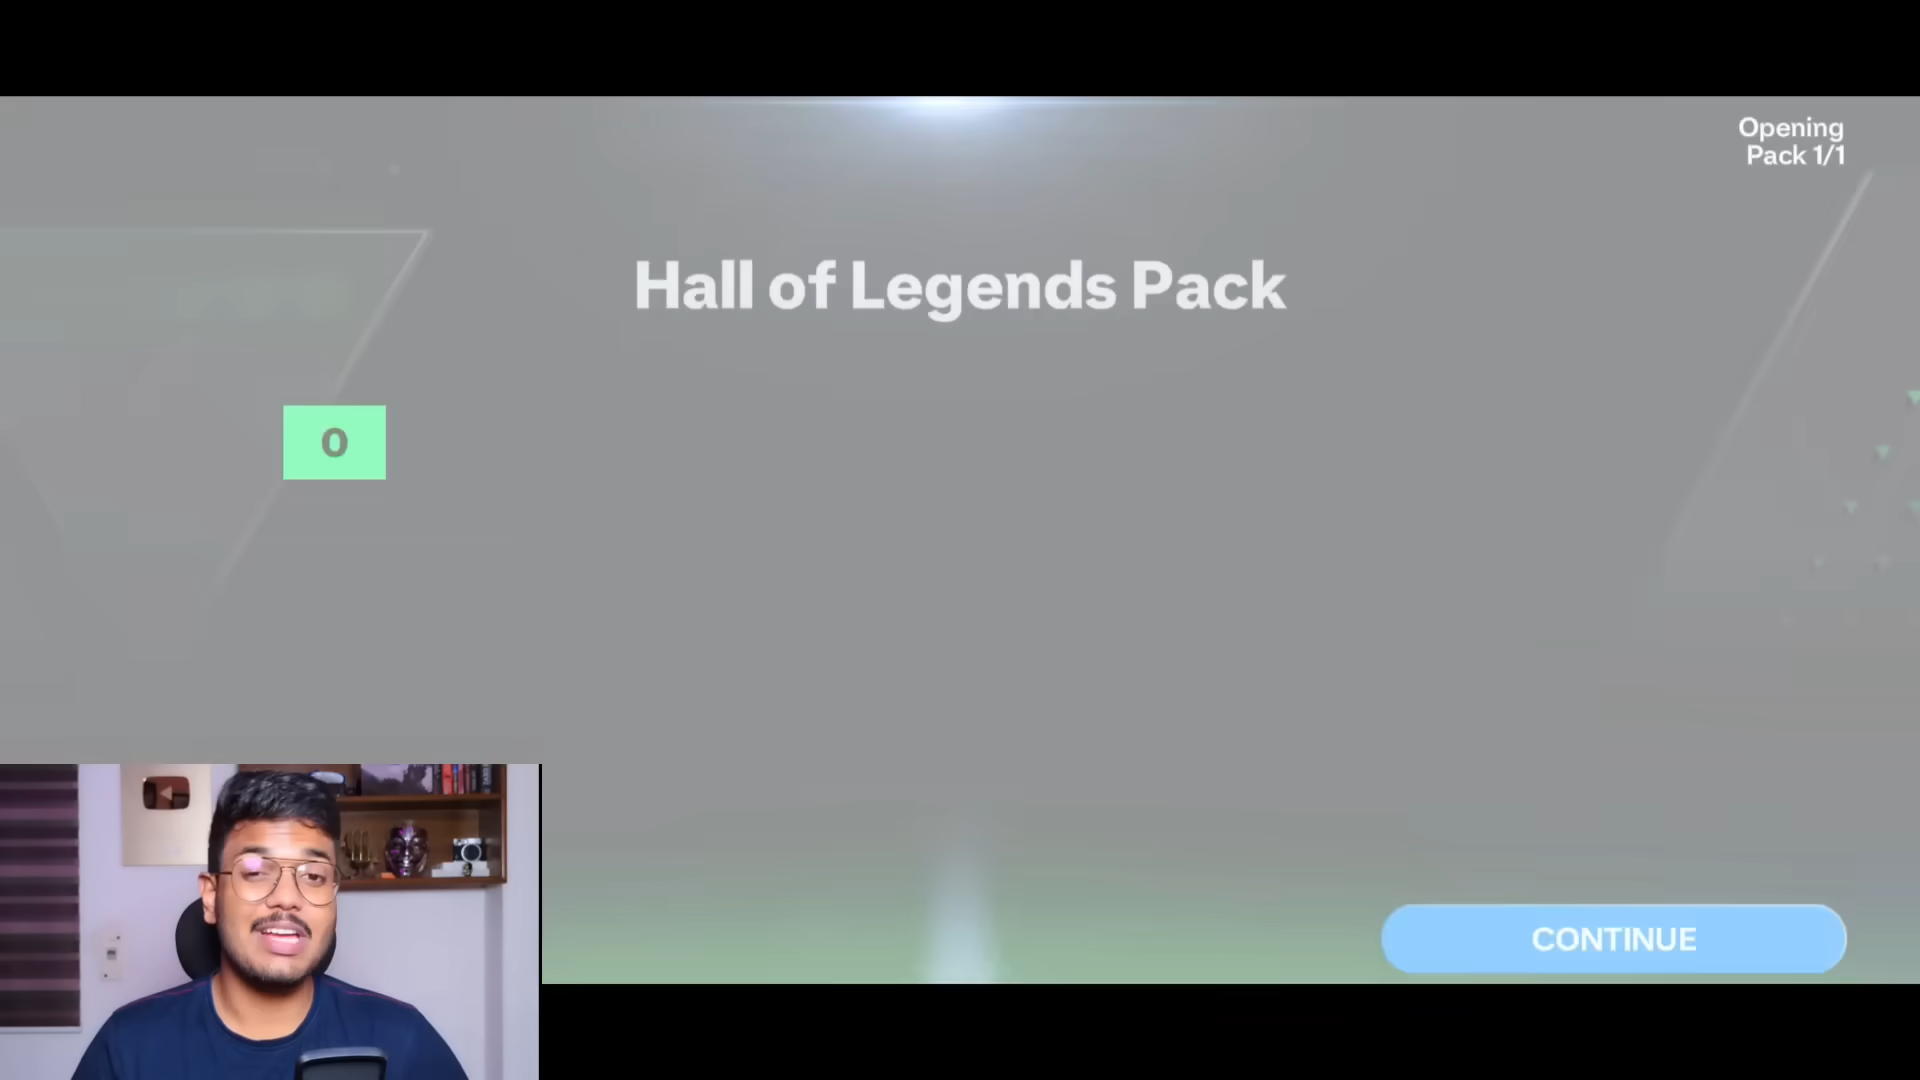 Opening
Pack 1/1
Hall of Legends Pack
0
CONTINUE